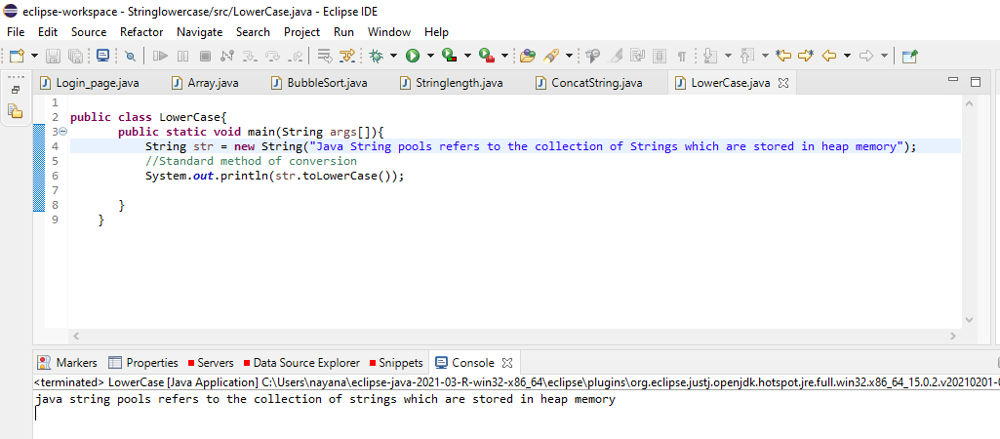 eclipse-workspace - Stringlowercase/src/LowerCase.java - Eclipse IDE
File Edit Source Refactor Navigate Search Project Run Window Help
Login_page.java Array.java BubbleSort.java Stringlength.java ConcatString.java LowerCase.java
1
2 public class LowerCase{
3 public static void main(String args[]){
4 String str = new String("Java String pools refers to the collection of Strings which are stored in heap memory");
5 //Standard method of conversion
6 System.out.println(str.toLowerCase());
7
8 }
9 }
Markers Properties Servers Data Source Explorer Snippets Console
<terminated> LowerCase [Java Application] C:\Users\nayana\eclipse-java-2021-03-R-win32-x86_64\eclipse\plugins\org.eclipse.justj.openjdk.hotspot.jre.full.win32.x86_64_15.0.2.v20210201-
java string pools refers to the collection of strings which are stored in heap memory